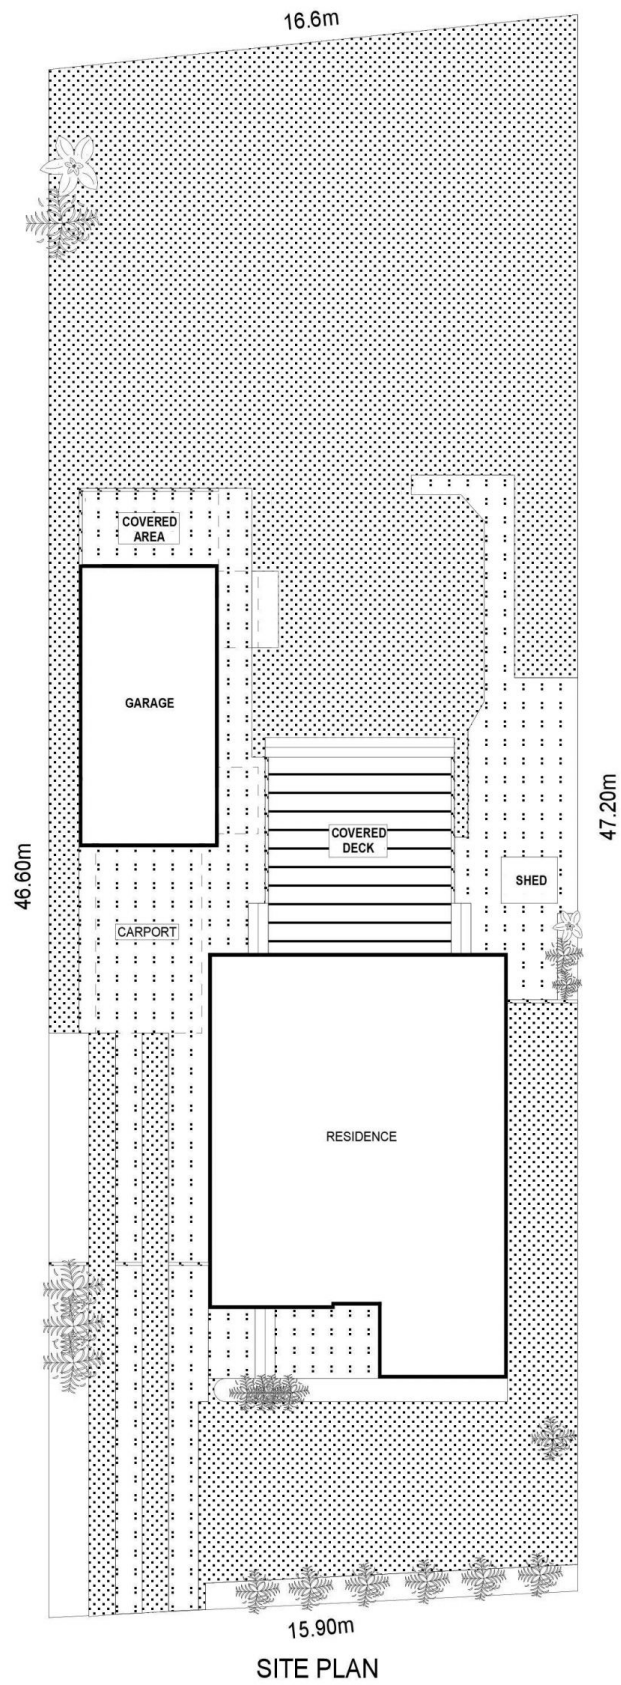 16.6m
COVERED
AREA
GARAGE
COVERED
DECK
47.20m
46.60m
SHED
CARPORT
RESIDENCE
15.90m
SITE PLAN